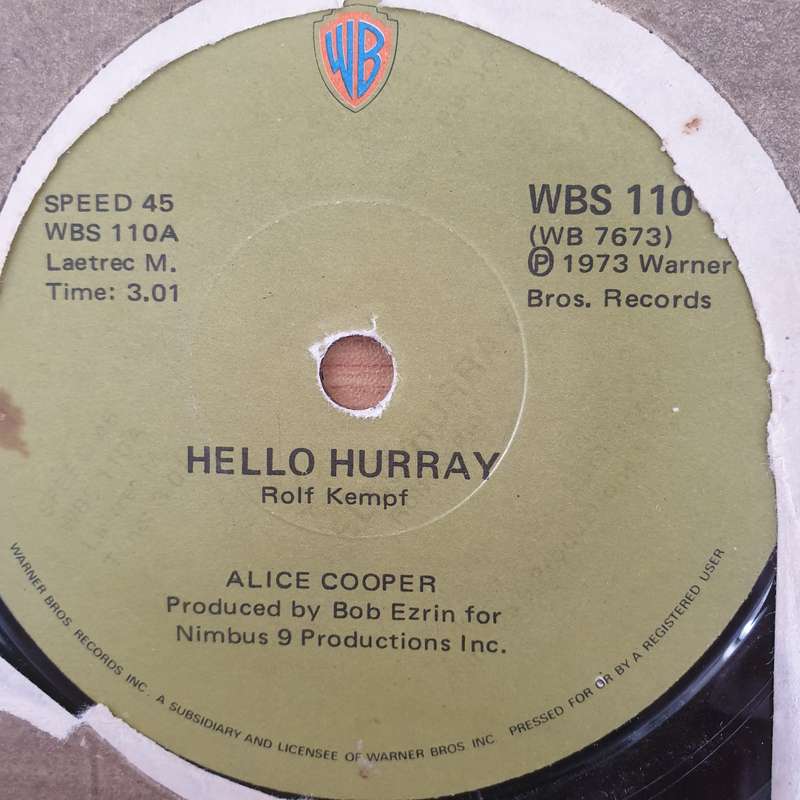 WB
SPEED 45
WBS 110A
Laetrec M.
Time: 3.01
WBS 110
(WB 7673)
Ⓟ 1973 Warner
Bros. Records
HELLO HURRAY
Rolf Kempf
ALICE COOPER
Produced by Bob Ezrin for
Nimbus 9 Productions Inc.
WARNER BROS RECORDS INC. A SUBSIDIARY AND LICENSEE OF WARNER BROS INC. PRESSED FOR OR BY A REGISTERED USER